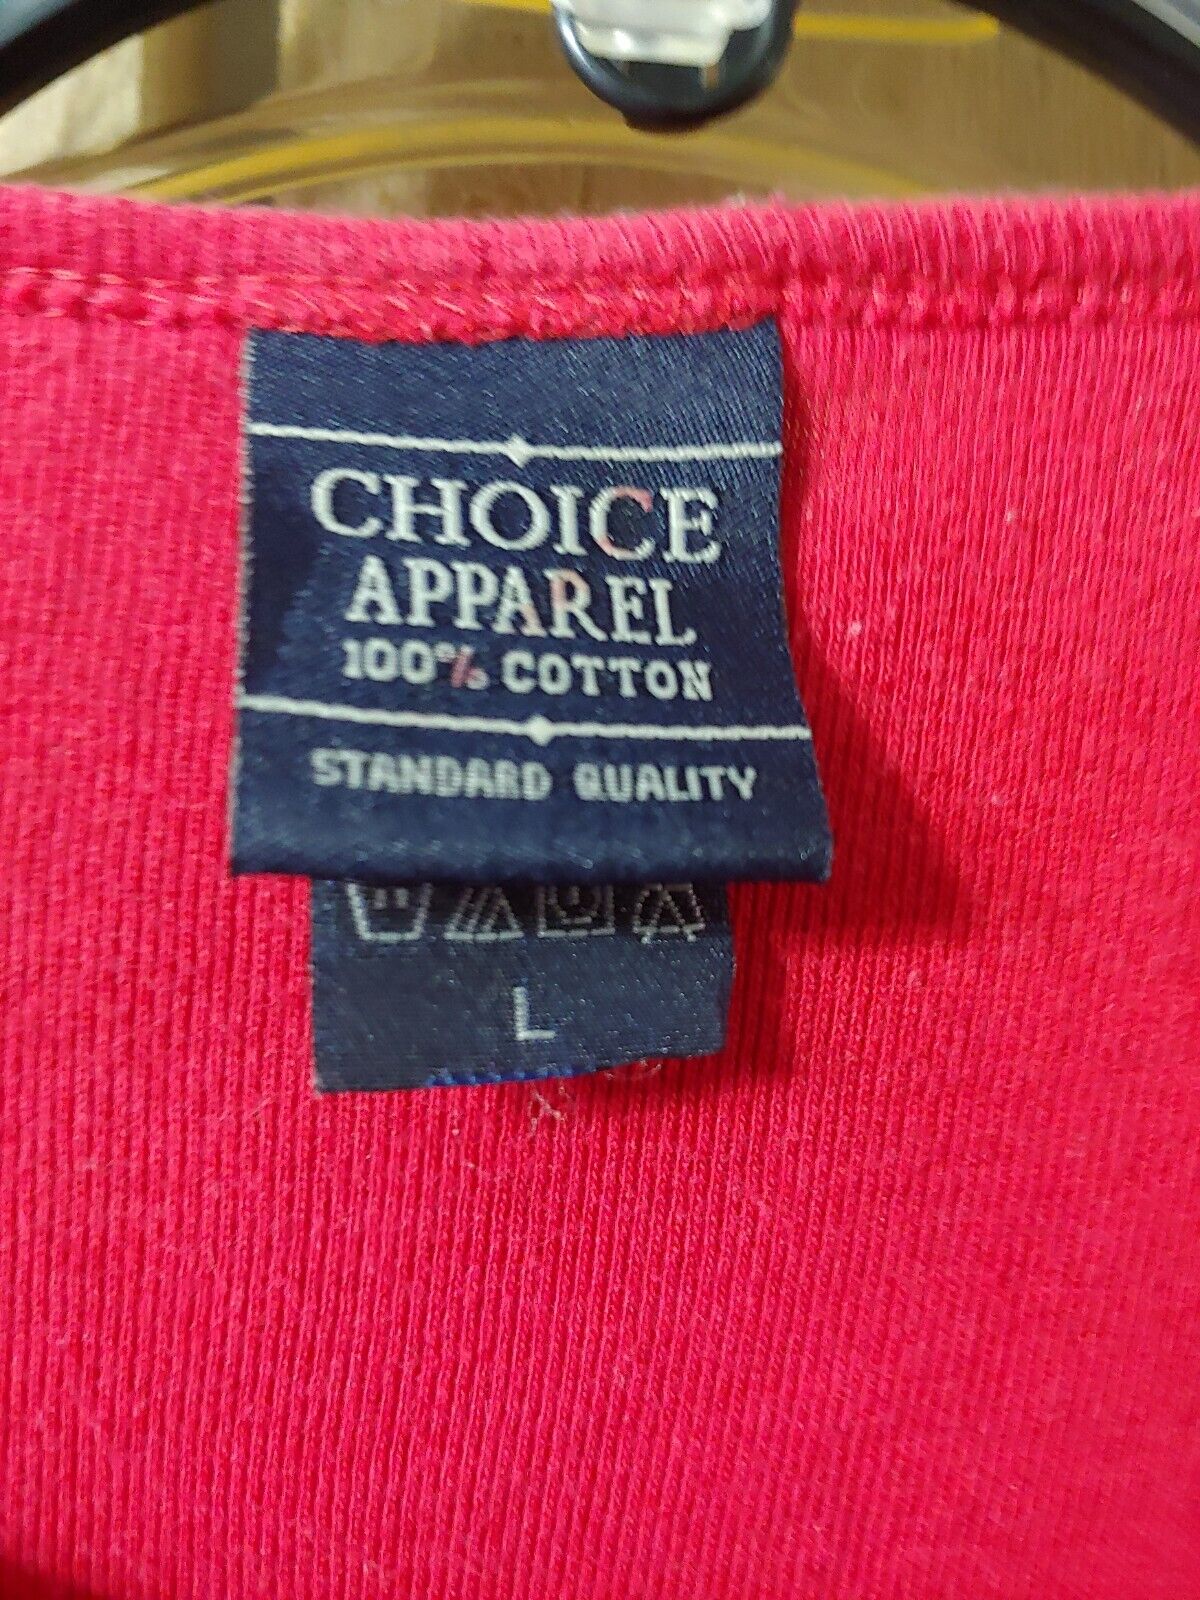 CHOICE
APPAREL
100% COTTON
STANDARD QUALITY
L